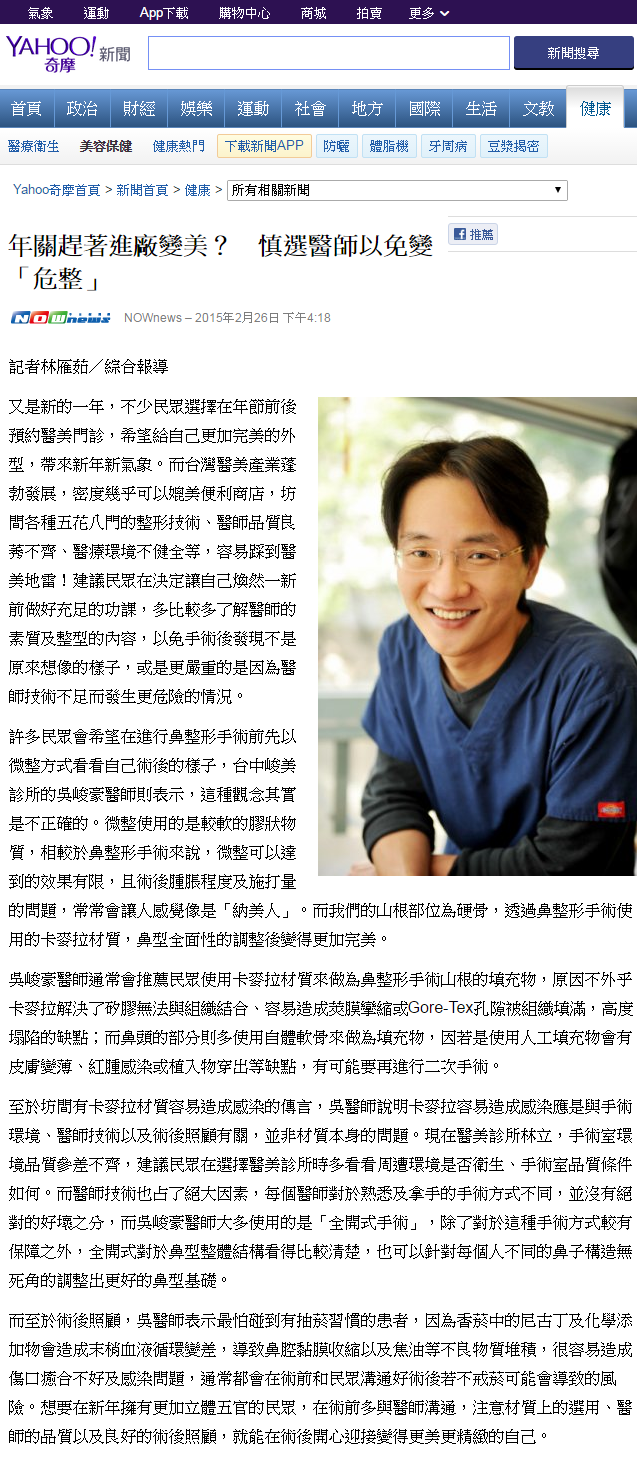 氣象 運動 App下載 購物中心 商城 拍賣 更多
YAHOO! 奇摩 新聞
新聞搜尋
首頁 政治 財經 娛樂 運動 社會 地方 國際 生活 文教 健康
醫療衛生 美容保健 健康熱門 下載新聞APP 防曬 體脂機 牙周病 豆漿揭密
Yahoo奇摩首頁 > 新聞首頁 > 健康 > 所有相關新聞
年關趕著進廠變美？　慎選醫師以免變
「危整」
推薦
NOWnews NOWnews – 2015年2月26日 下午4:18
記者林雁茹／綜合報導
又是新的一年，不少民眾選擇在年節前後
預約醫美門診，希望給自己更加完美的外
型，帶來新年新氣象。而台灣醫美產業蓬
勃發展，密度幾乎可以媲美便利商店，坊
間各種五花八門的整形技術、醫師品質良
莠不齊、醫療環境不健全等，容易踩到醫
美地雷！建議民眾在決定讓自己煥然一新
前做好充足的功課，多比較多了解醫師的
素質及整型的內容，以免手術後發現不是
原來想像的樣子，或是更嚴重的是因為醫
師技術不足而發生更危險的情況。
許多民眾會希望在進行鼻整形手術前先以
微整方式看看自己術後的樣子，台中峻美
診所的吳峻豪醫師則表示，這種觀念其實
是不正確的。微整使用的是較軟的膠狀物
質，相較於鼻整形手術來說，微整可以達
到的效果有限，且術後腫脹程度及施打量
的問題，常常會讓人感覺像是「納美人」。而我們的山根部位為硬骨，透過鼻整形手術使
用的卡麥拉材質，鼻型全面性的調整後變得更加完美。
吳峻豪醫師通常會推薦民眾使用卡麥拉材質來做為鼻整形手術山根的填充物，原因不外乎
卡麥拉解決了矽膠無法與組織結合、容易造成莢膜攣縮或Gore-Tex孔隙被組織填滿，高度
塌陷的缺點；而鼻頭的部分則多使用自體軟骨來做為填充物，因若是使用人工填充物會有
皮膚變薄、紅腫感染或植入物穿出等缺點，有可能要再進行二次手術。
至於坊間有卡麥拉材質容易造成感染的傳言，吳醫師說明卡麥拉容易造成感染應是與手術
環境、醫師技術以及術後照顧有關，並非材質本身的問題。現在醫美診所林立，手術室環
境品質參差不齊，建議民眾在選擇醫美診所時多看看周遭環境是否衛生、手術室品質條件
如何。而醫師技術也占了絕大因素，每個醫師對於熟悉及拿手的手術方式不同，並沒有絕
對的好壞之分，而吳峻豪醫師大多使用的是「全開式手術」，除了對於這種手術方式較有
保障之外，全開式對於鼻型整體結構看得比較清楚，也可以針對每個人不同的鼻子構造無
死角的調整出更好的鼻型基礎。
而至於術後照顧，吳醫師表示最怕碰到有抽菸習慣的患者，因為香菸中的尼古丁及化學添
加物會造成末梢血液循環變差，導致鼻腔黏膜收縮以及焦油等不良物質堆積，很容易造成
傷口癒合不好及感染問題，通常都會在術前和民眾溝通好術後若不戒菸可能會導致的風
險。想要在新年擁有更加立體五官的民眾，在術前多與醫師溝通，注意材質上的選用、醫
師的品質以及良好的術後照顧，就能在術後開心迎接變得更美更精緻的自己。